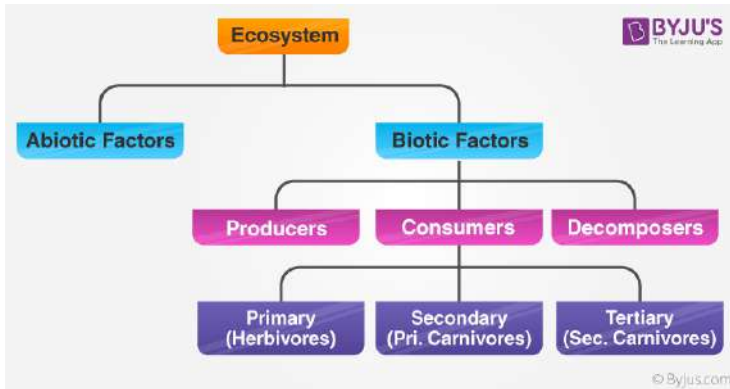 Ecosystem
BYJU'S
The Learning App
Abiotic Factors
Biotic Factors
Producers
Consumers
Decomposers
Primary
(Herbivores)
Secondary
(Pri. Carnivores)
Tertiary
(Sec. Carnivores)
© Byjus.com